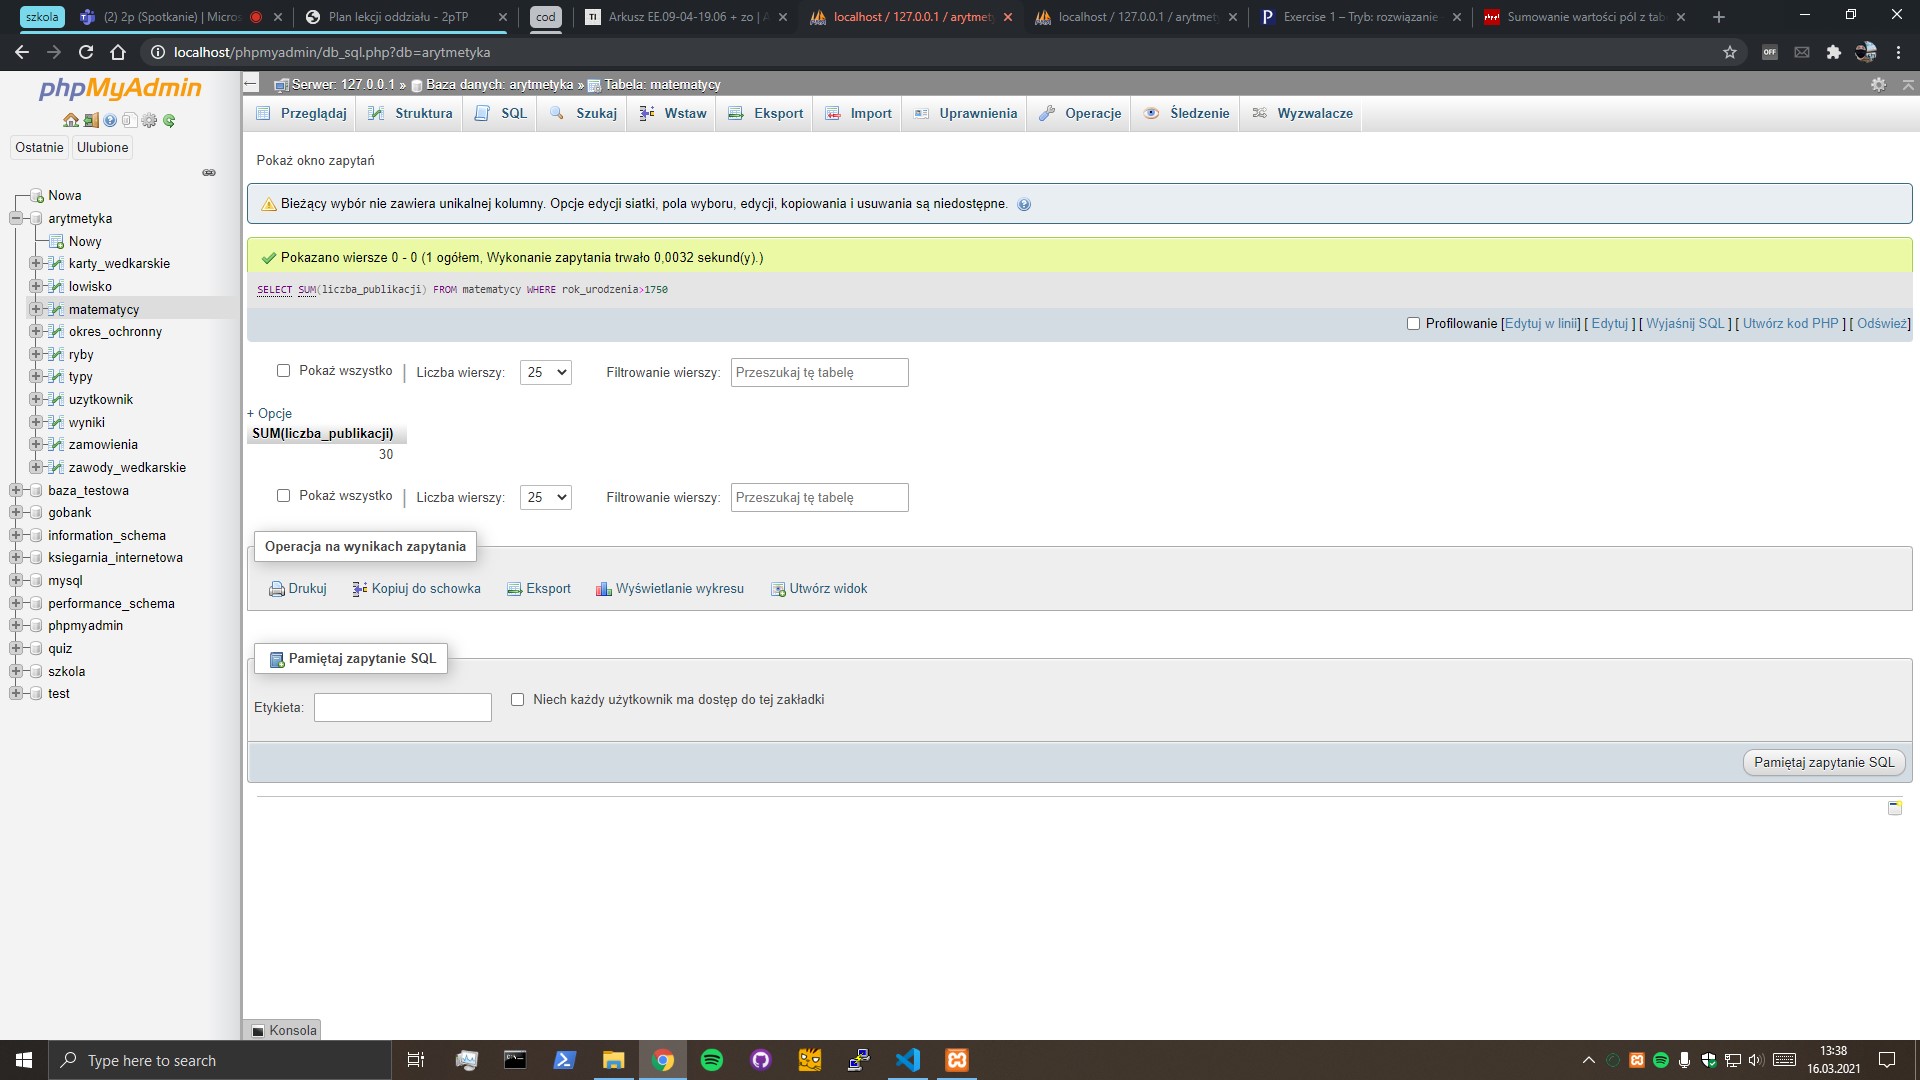 szkola
(2) 2p (Spotkanie) | Micros
Plan lekcji oddziału - 2pTP
cod
Arkusz EE.09-04-19.06 + zo | A
localhost / 127.0.0.1 / arytmet
localhost / 127.0.0.1 / arytmet
Exercise 1 – Tryb: rozwiązanie
Sumowanie wartości pól z tab
localhost/phpmyadmin/db_sql.php?db=arytmetyka
OFF
phpMyAdmin
Ostatnie
Ulubione
Nowa
arytmetyka
Nowy
karty_wedkarskie
lowisko
matematycy
okres_ochronny
ryby
typy
uzytkownik
wyniki
zamowienia
zawody_wedkarskie
baza_testowa
gobank
information_schema
ksiegarnia_internetowa
mysql
performance_schema
phpmyadmin
quiz
szkola
test
Serwer: 127.0.0.1 » Baza danych: arytmetyka » Tabela: matematycy
Przeglądaj
Struktura
SQL
Szukaj
Wstaw
Eksport
Import
Uprawnienia
Operacje
Śledzenie
Wyzwalacze
Pokaż okno zapytań
Bieżący wybór nie zawiera unikalnej kolumny. Opcje edycji siatki, pola wyboru, edycji, kopiowania i usuwania są niedostępne.
Pokazano wiersze 0 - 0 (1 ogółem, Wykonanie zapytania trwało 0,0032 sekund(y).)
SELECT SUM(liczba_publikacji) FROM matematycy WHERE rok_urodzenia>1750
Profilowanie [Edytuj w linii] [ Edytuj ] [ Wyjaśnij SQL ] [ Utwórz kod PHP ] [ Odśwież]
Pokaż wszystko | Liczba wierszy: 25 Filtrowanie wierszy: Przeszukaj tę tabelę
+ Opcje
SUM(liczba_publikacji)
30
Pokaż wszystko | Liczba wierszy: 25 Filtrowanie wierszy: Przeszukaj tę tabelę
Operacja na wynikach zapytania
Drukuj
Kopiuj do schowka
Eksport
Wyświetlanie wykresu
Utwórz widok
Pamiętaj zapytanie SQL
Etykieta:
Niech każdy użytkownik ma dostęp do tej zakładki
Pamiętaj zapytanie SQL
Konsola
Type here to search
13:38
16.03.2021